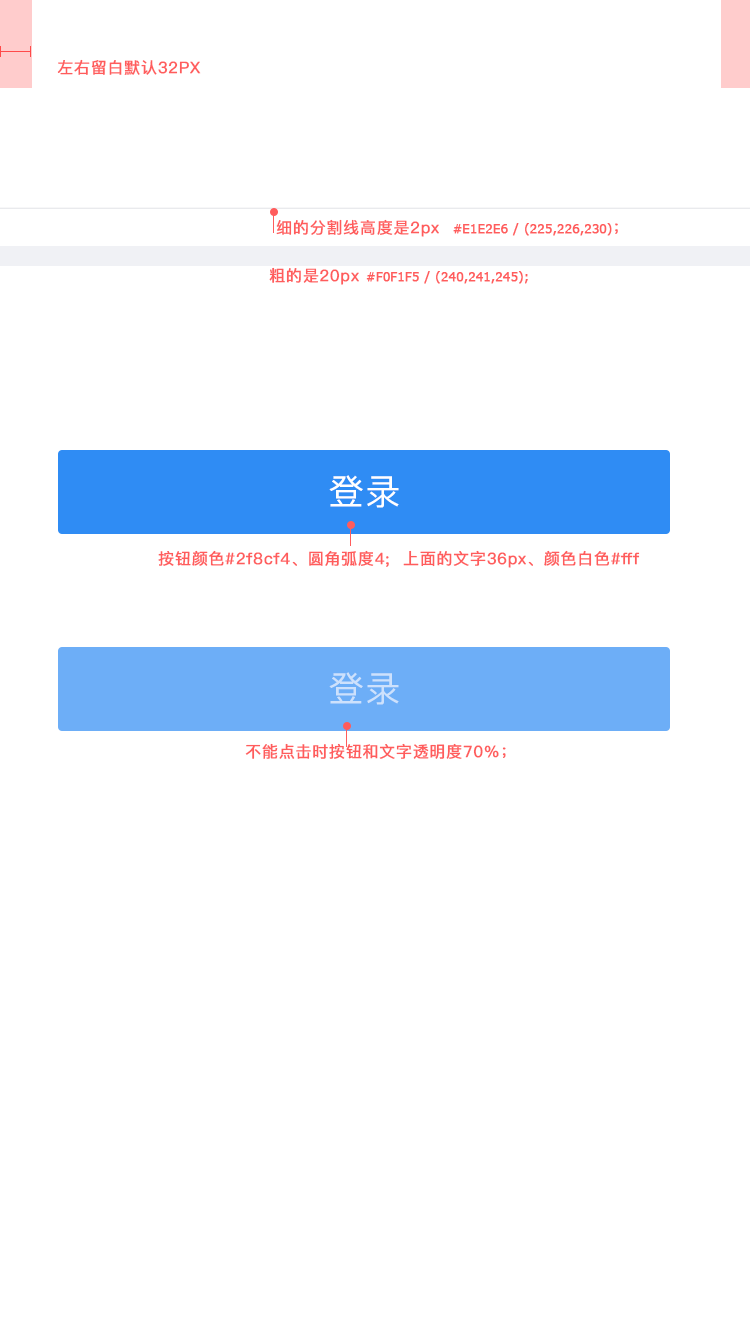 左右留白默认32PX
细的分割线高度是2px #E1E2E6 / (225,226,230);
粗的是20px #F0F1F5 / (240,241,245);
登录
按钮颜色#2f8cf4、圆角弧度4; 上面的文字36px、颜色白色#fff
登录
不能点击时按钮和文字透明度70%;